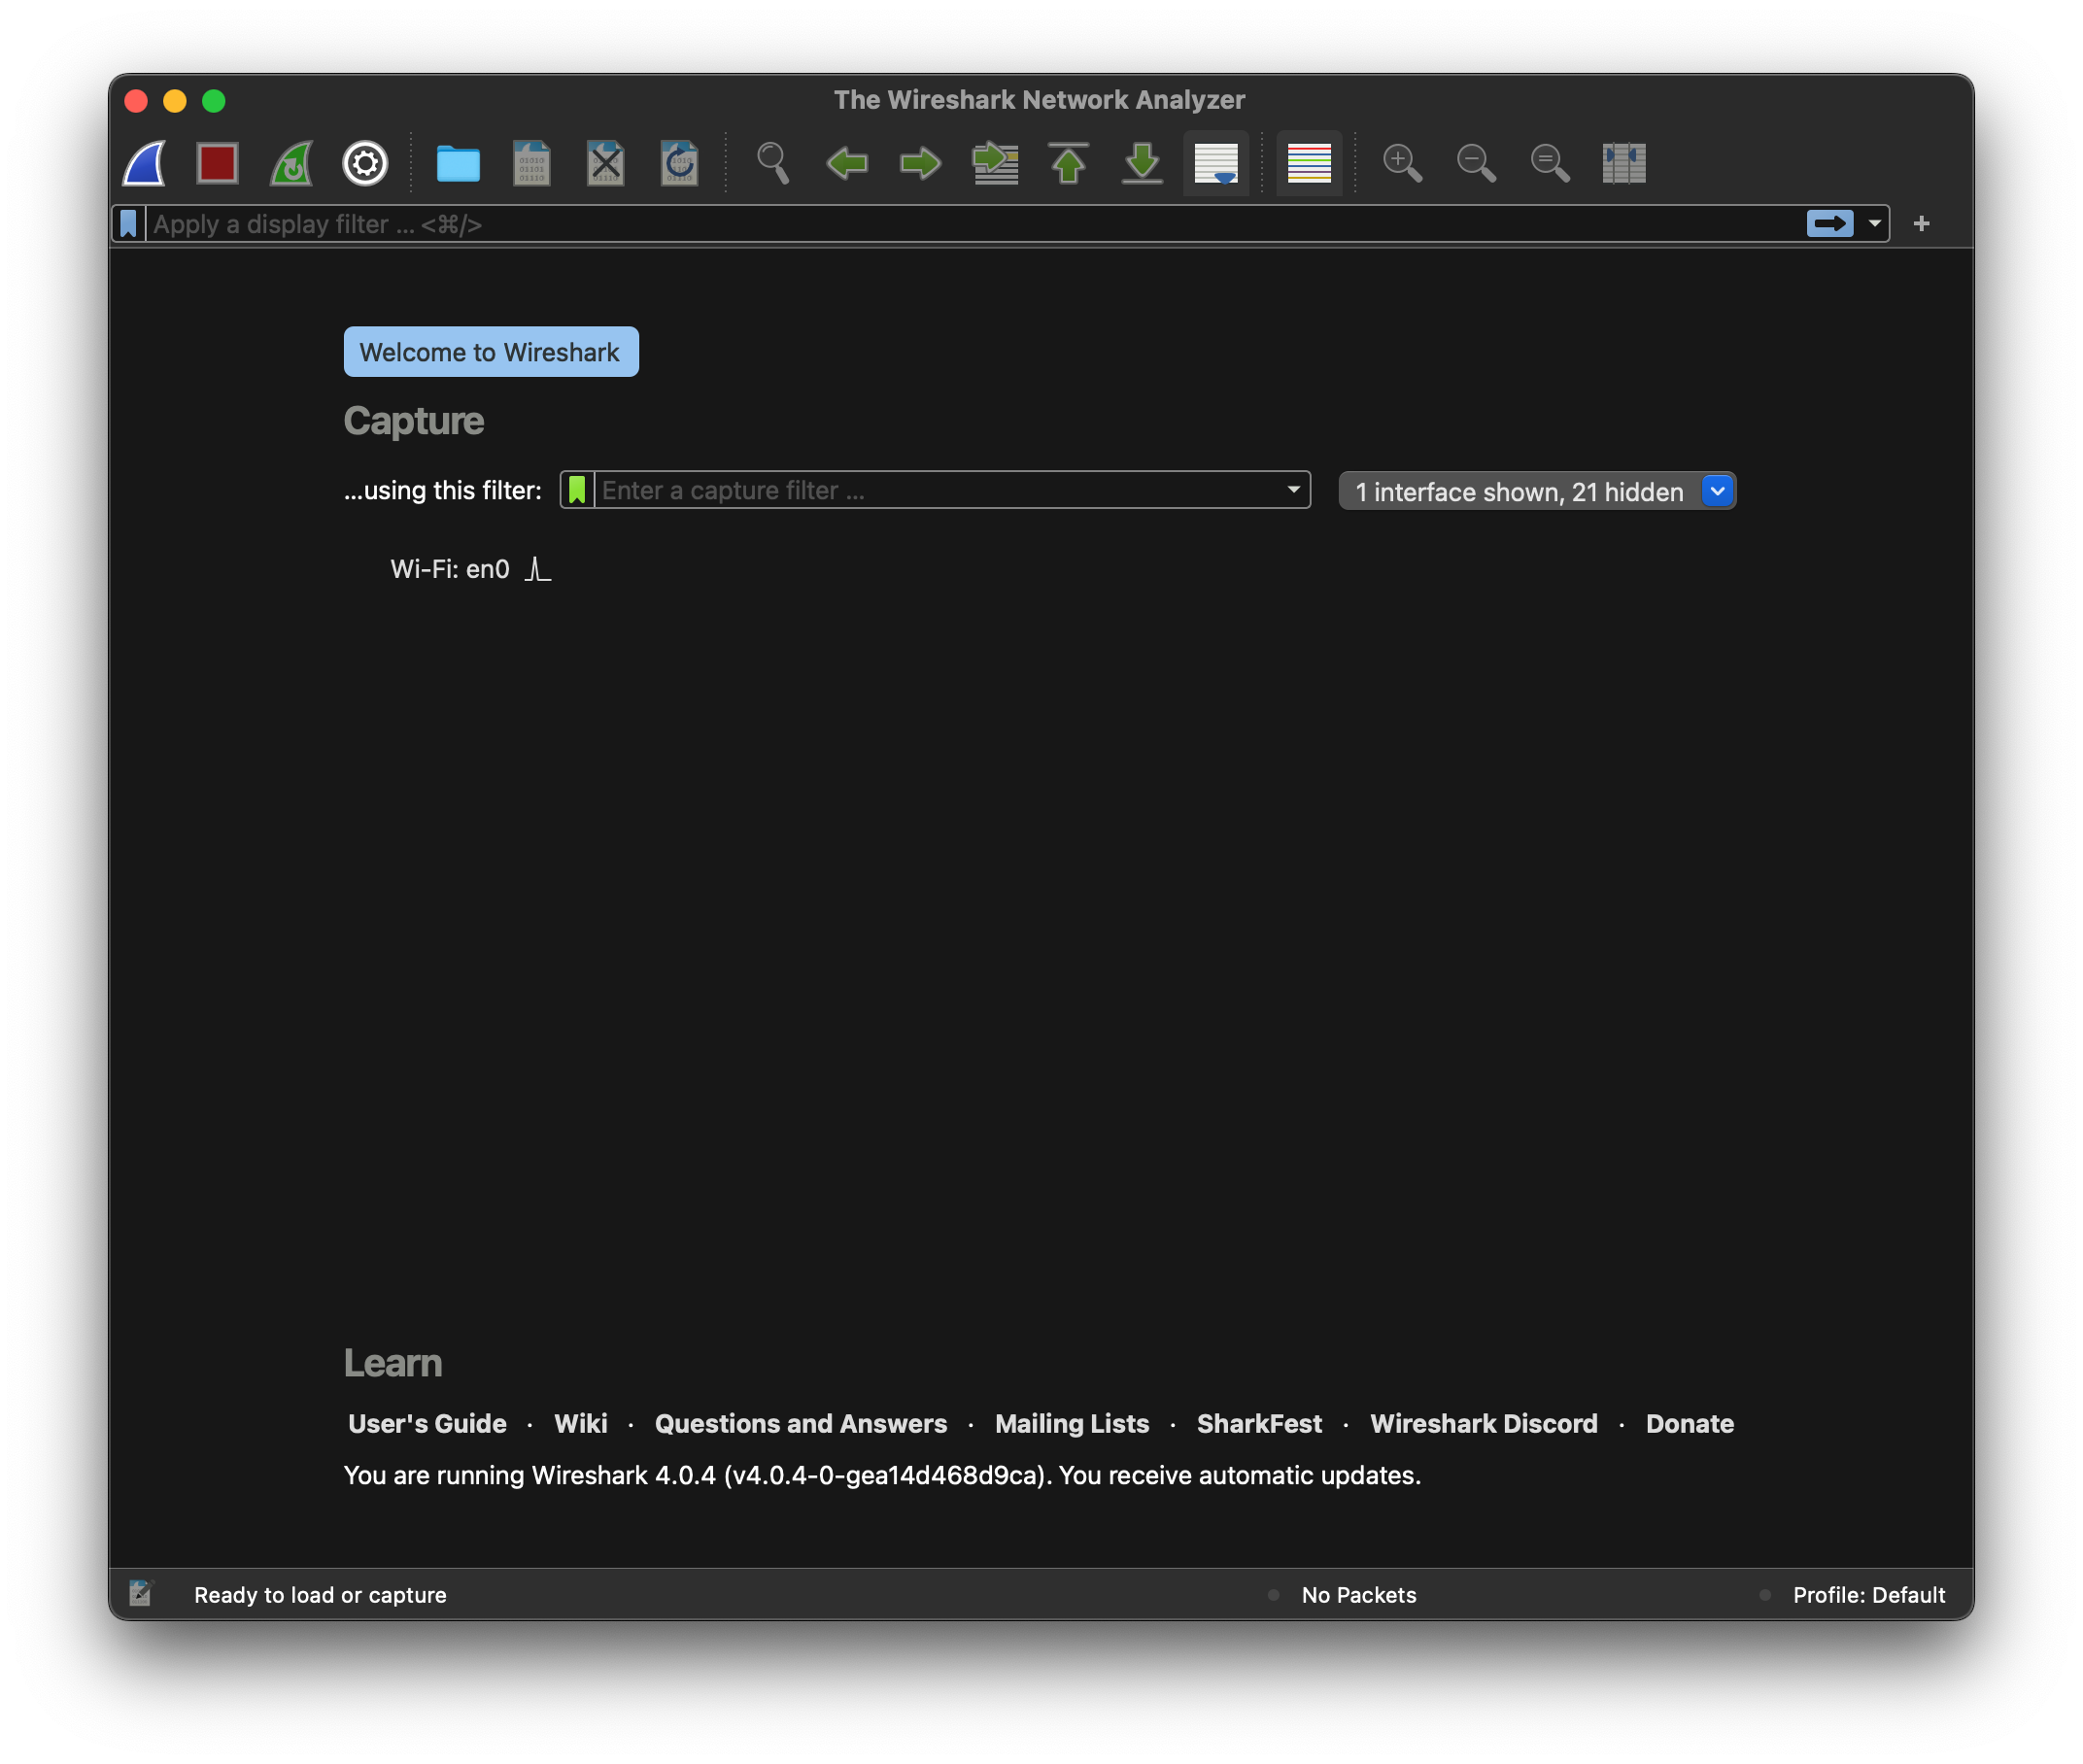 The Wireshark Network Analyzer
Apply a display filter ... <⌘/>
+
Welcome to Wireshark
Capture
...using this filter:
Enter a capture filter ...
1 interface shown, 21 hidden
Wi-Fi: en0
Learn
User's Guide · Wiki · Questions and Answers · Mailing Lists · SharkFest · Wireshark Discord · Donate
You are running Wireshark 4.0.4 (v4.0.4-0-gea14d468d9ca). You receive automatic updates.
Ready to load or capture
No Packets
Profile: Default